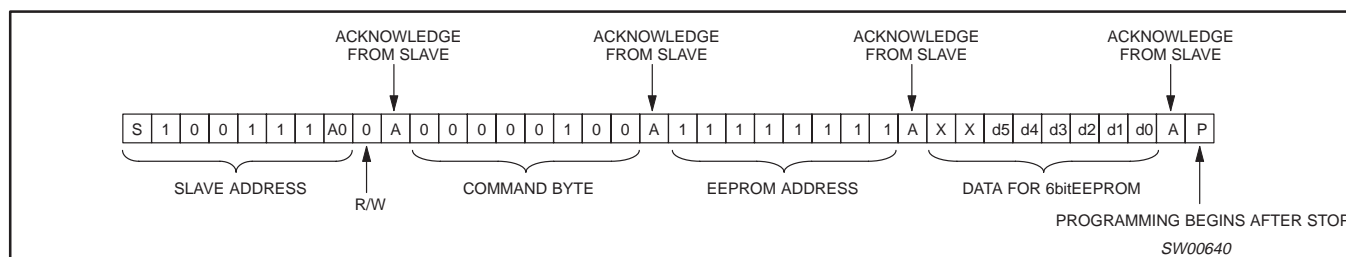 ACKNOWLEDGE ACKNOWLEDGE ACKNOWLEDGE ACKNOWLEDGE
FROM SLAVE FROM SLAVE FROM SLAVE FROM SLAVE
S 1 0 0 1 1 1 A0 0 A 0 0 0 0 0 1 0 0 A 1 1 1 1 1 1 1 1 A X X d5 d4 d3 d2 d1 d0 A P
SLAVE ADDRESS COMMAND BYTE EEPROM ADDRESS DATA FOR 6bitEEPROM
R/W
PROGRAMMING BEGINS AFTER STOP
SW00640